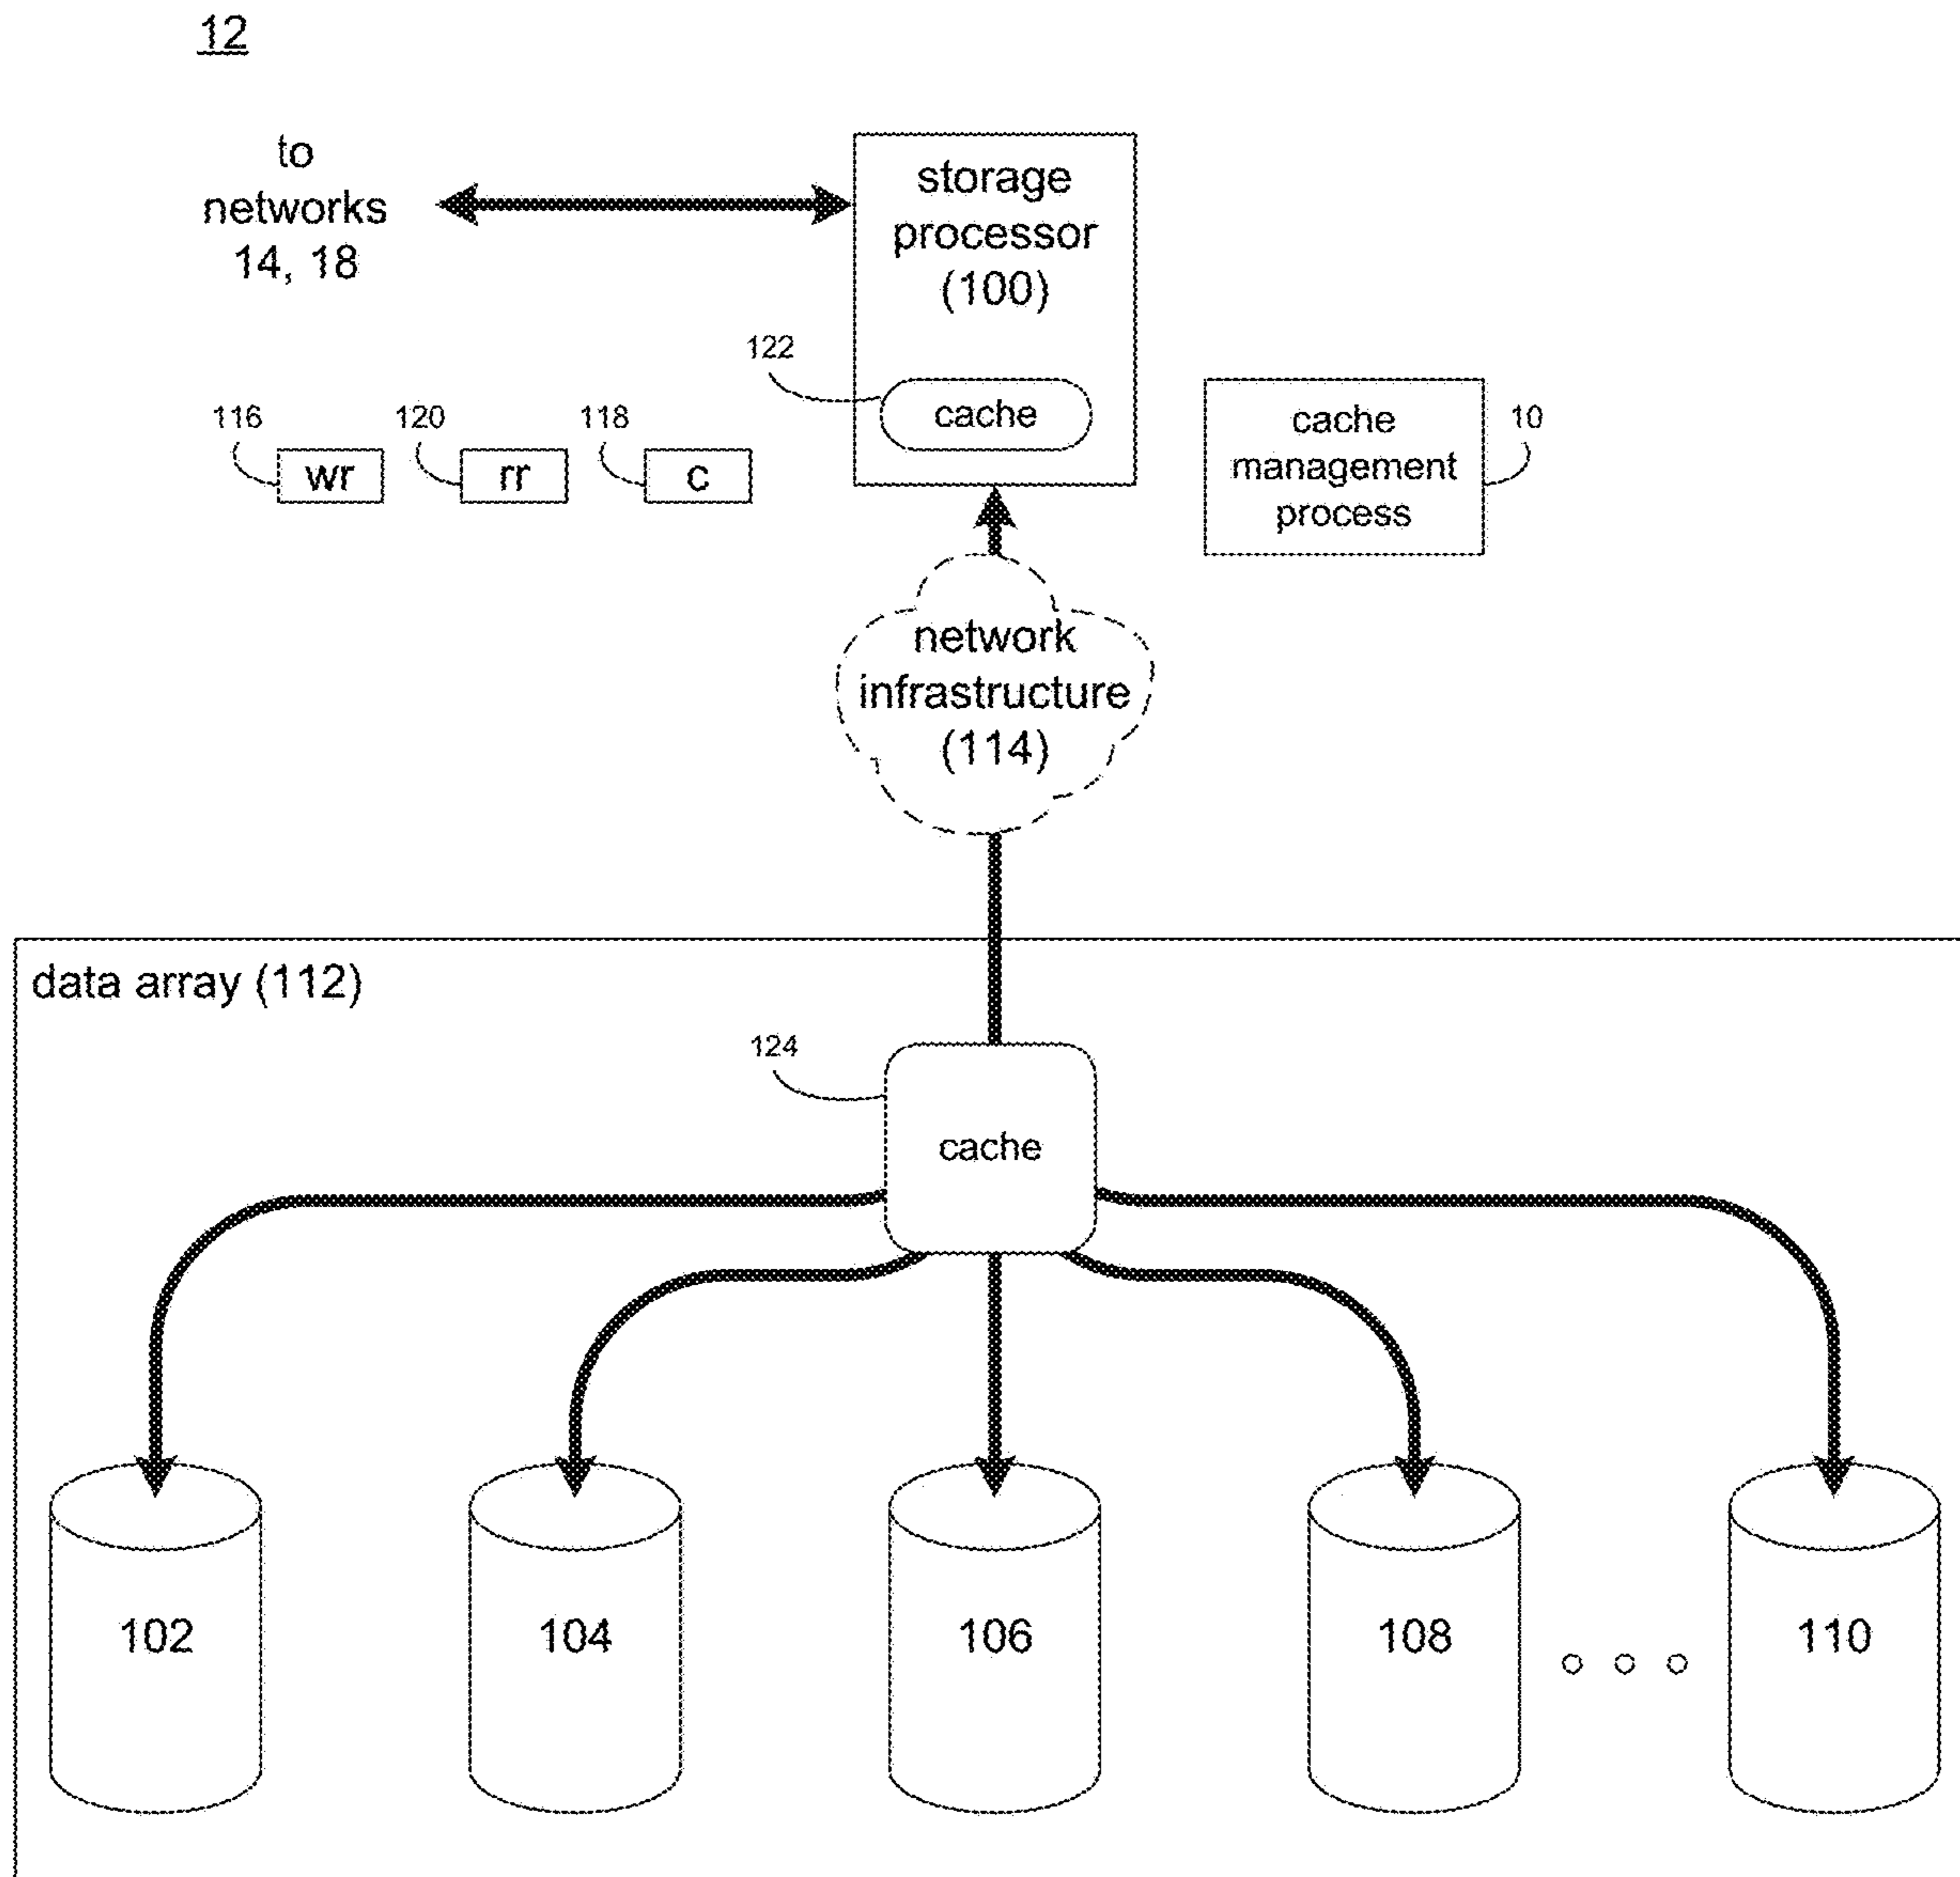 12
to
networks
14, 18
storage
processor
(100)
122
cache
116
wr
120
rr
118
c
cache
management
process
10
network
infrastructure
(114)
data array (112)
124
cache
102
104
106
108
110